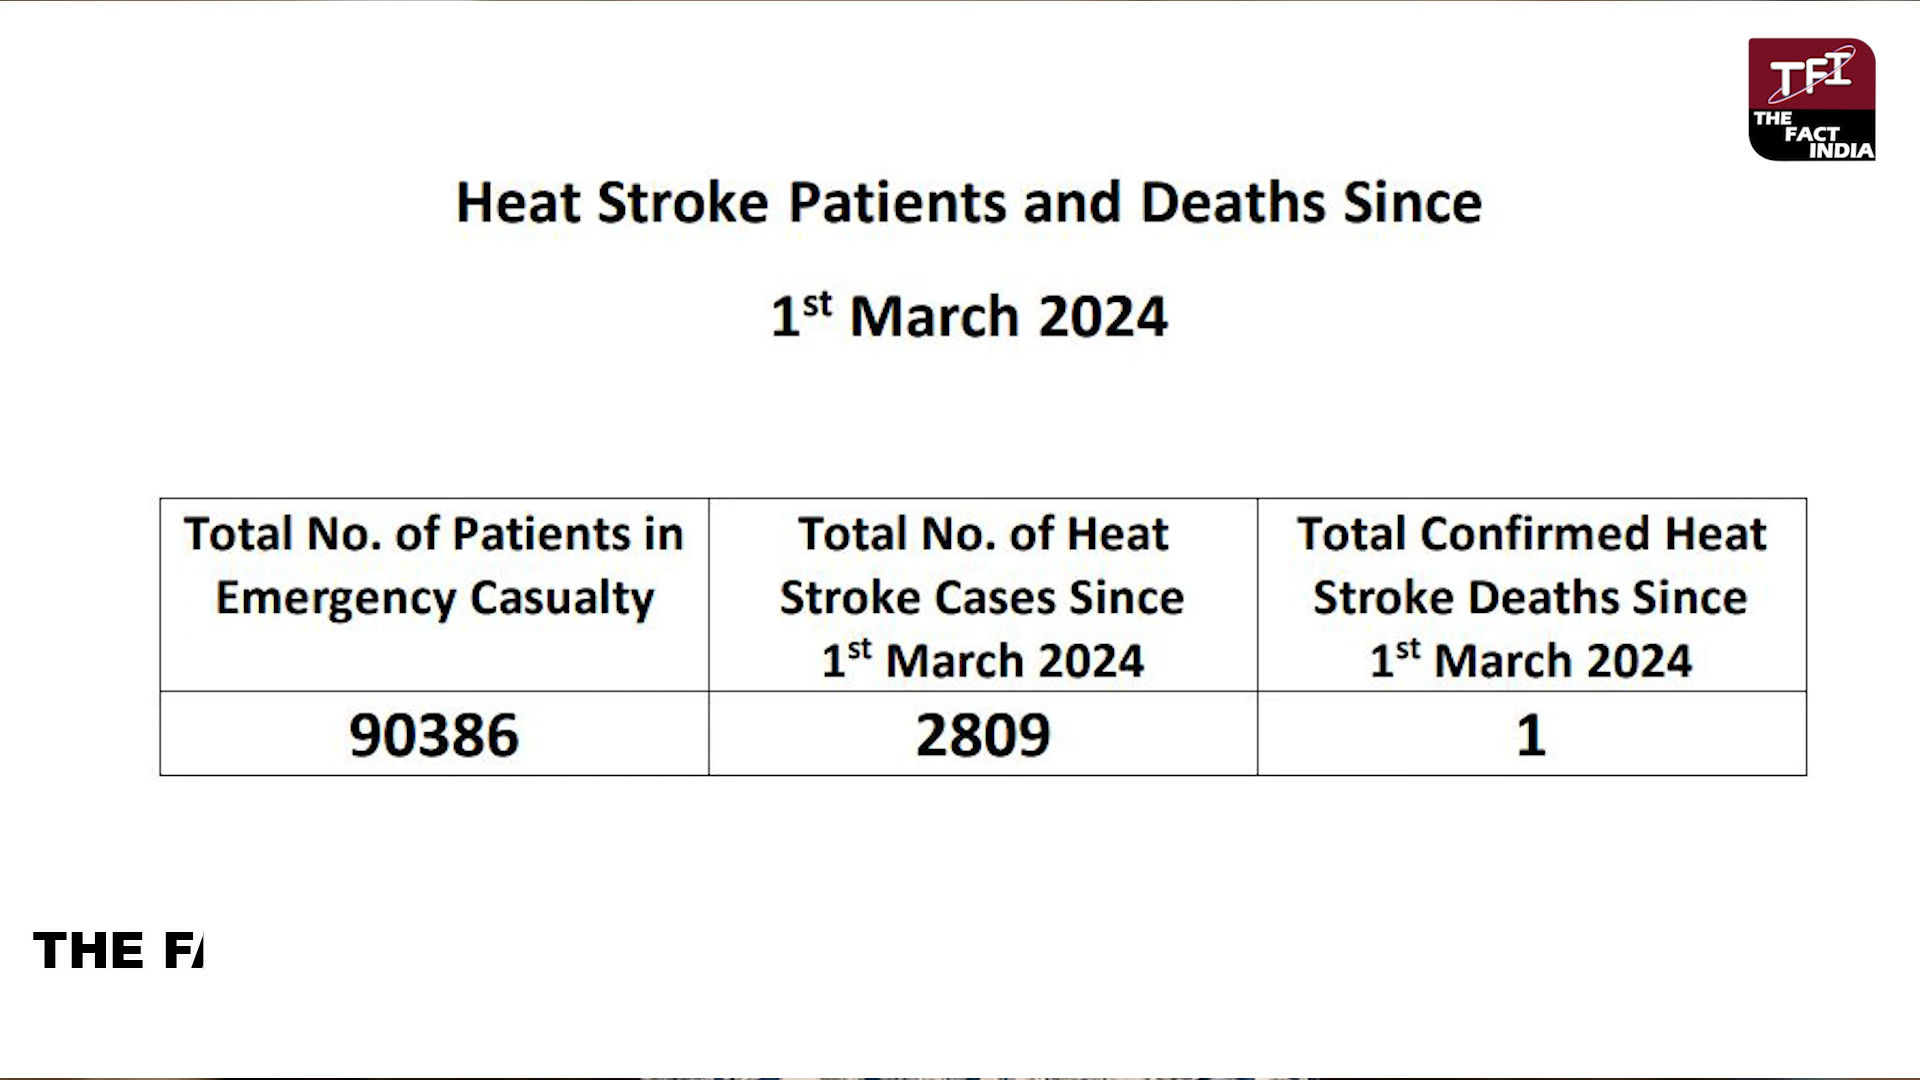 TFI
THE
FACT
INDIA
Heat Stroke Patients and Deaths Since
1st March 2024
Total No. of Patients in
Emergency Casualty
Total No. of Heat
Stroke Cases Since
1st March 2024
Total Confirmed Heat
Stroke Deaths Since
1st March 2024
90386
2809
1
THE FA